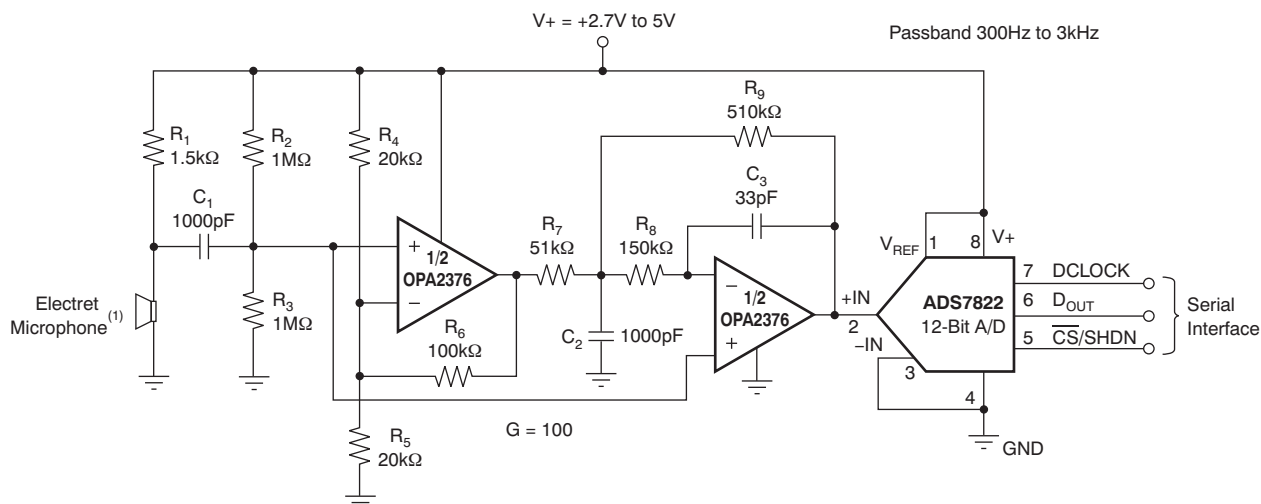 V+ = +2.7V to 5V
Passband 300Hz to 3kHz
R1
1.5kΩ
R2
1MΩ
R4
20kΩ
R9
510kΩ
C3
33pF
C1
1000pF
R7
51kΩ
R8
150kΩ
VREF
1
8
V+
+
1/2
OPA2376
−
−
1/2
OPA2376
+
+IN
2
−IN
3
ADS7822
12-Bit A/D
7
DCLOCK
6
DOUT
5
CS/SHDN
Serial
Interface
Electret
Microphone(1)
R3
1MΩ
R6
100kΩ
C2
1000pF
4
GND
G = 100
R5
20kΩ